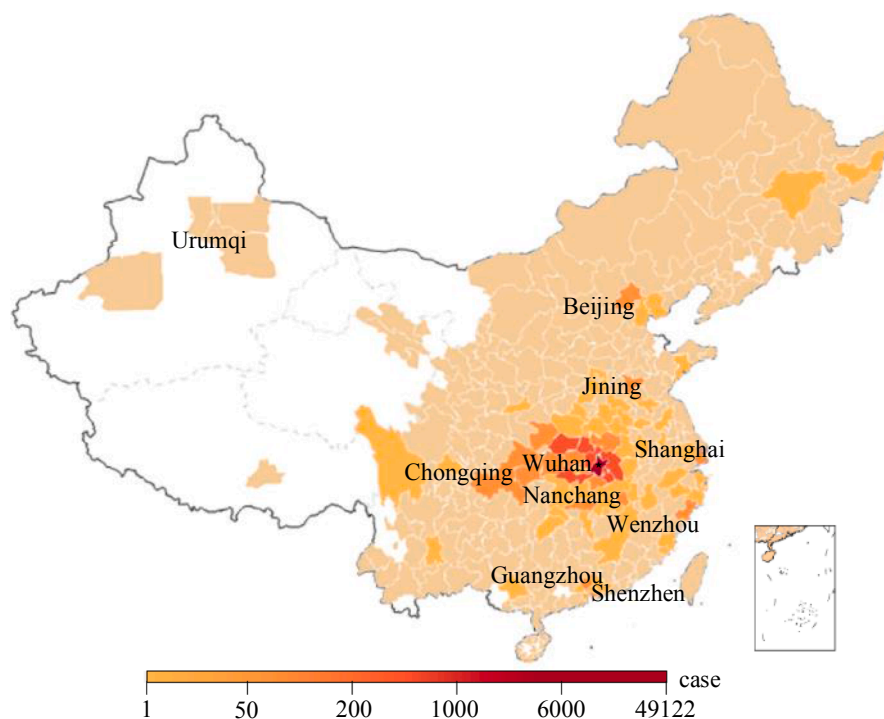 Urumqi
Beijing
Jining
Shanghai
Chongqing
Wuhan
Nanchang
Wenzhou
Guangzhou
Shenzhen
case
1 50 200 1000 6000 49122